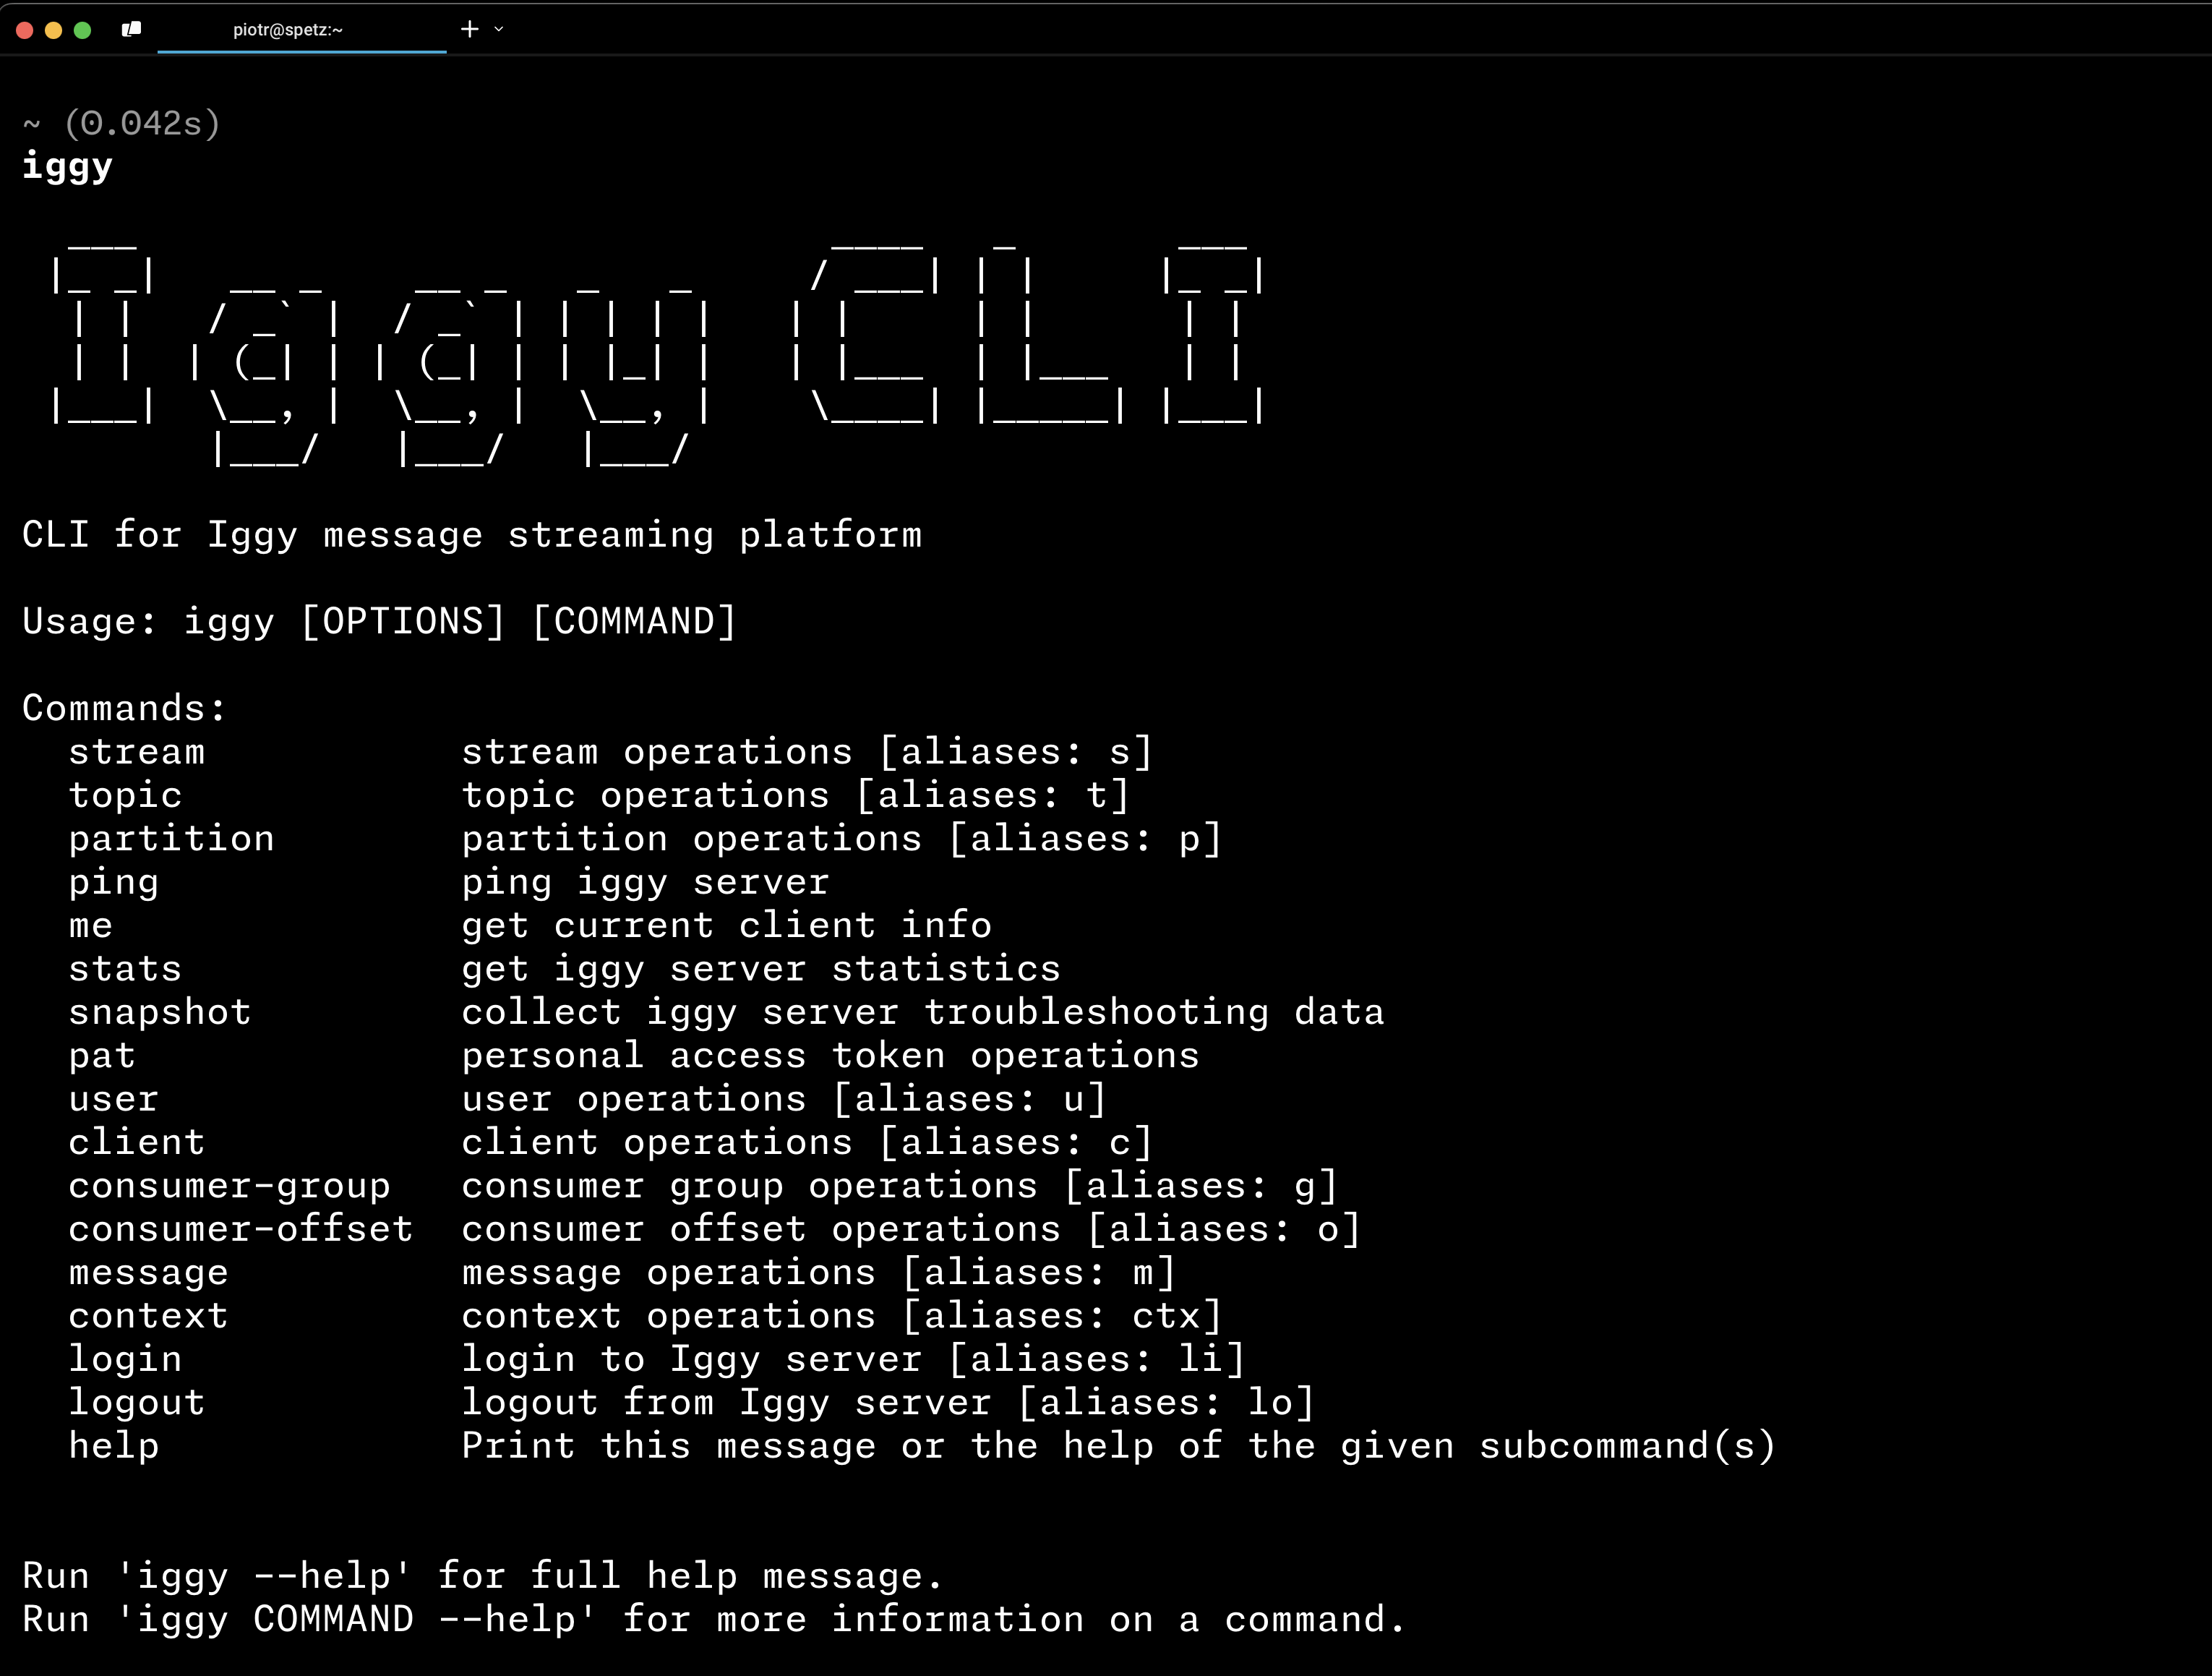 piotr@spetz:~
~ (0.042s)
iggy
Iggy CLI
CLI for Iggy message streaming platform
Usage: iggy [OPTIONS] [COMMAND]
Commands:
stream stream operations [aliases: s]
topic topic operations [aliases: t]
partition partition operations [aliases: p]
ping ping iggy server
me get current client info
stats get iggy server statistics
snapshot collect iggy server troubleshooting data
pat personal access token operations
user user operations [aliases: u]
client client operations [aliases: c]
consumer-group consumer group operations [aliases: g]
consumer-offset consumer offset operations [aliases: o]
message message operations [aliases: m]
context context operations [aliases: ctx]
login login to Iggy server [aliases: li]
logout logout from Iggy server [aliases: lo]
help Print this message or the help of the given subcommand(s)
Run 'iggy --help' for full help message.
Run 'iggy COMMAND --help' for more information on a command.